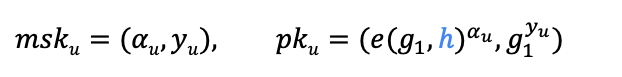 msk_u = (α_u, y_u),    pk_u = (e(g_1, h)^{α_u}, g_1^{y_u})